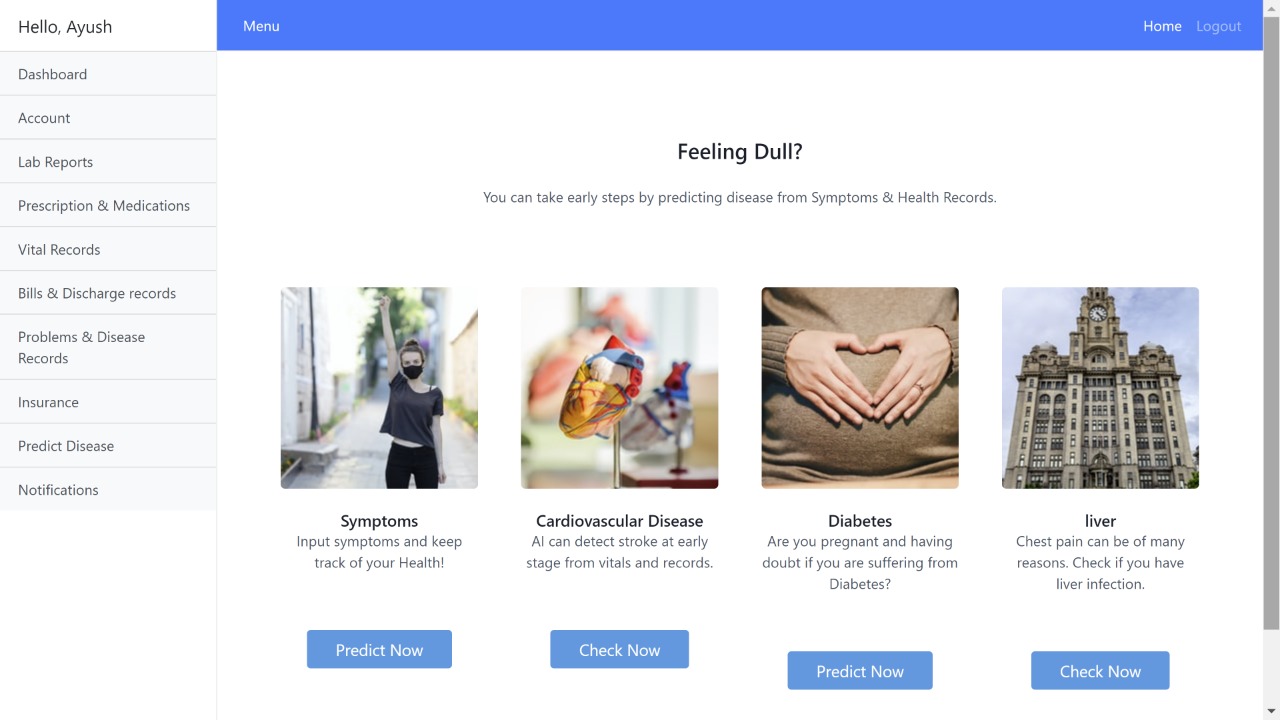 Hello, Ayush
Menu
Home
Logout
Dashboard
Account
Lab Reports
Prescription & Medications
Vital Records
Bills & Discharge records
Problems & Disease
Records
Insurance
Predict Disease
Notifications
Feeling Dull?
You can take early steps by predicting disease from Symptoms & Health Records.
Symptoms
Input symptoms and keep
track of your Health!
Predict Now
Cardiovascular Disease
AI can detect stroke at early
stage from vitals and records.
Check Now
Diabetes
Are you pregnant and having
doubt if you are suffering from
Diabetes?
Predict Now
liver
Chest pain can be of many
reasons. Check if you have
liver infection.
Check Now